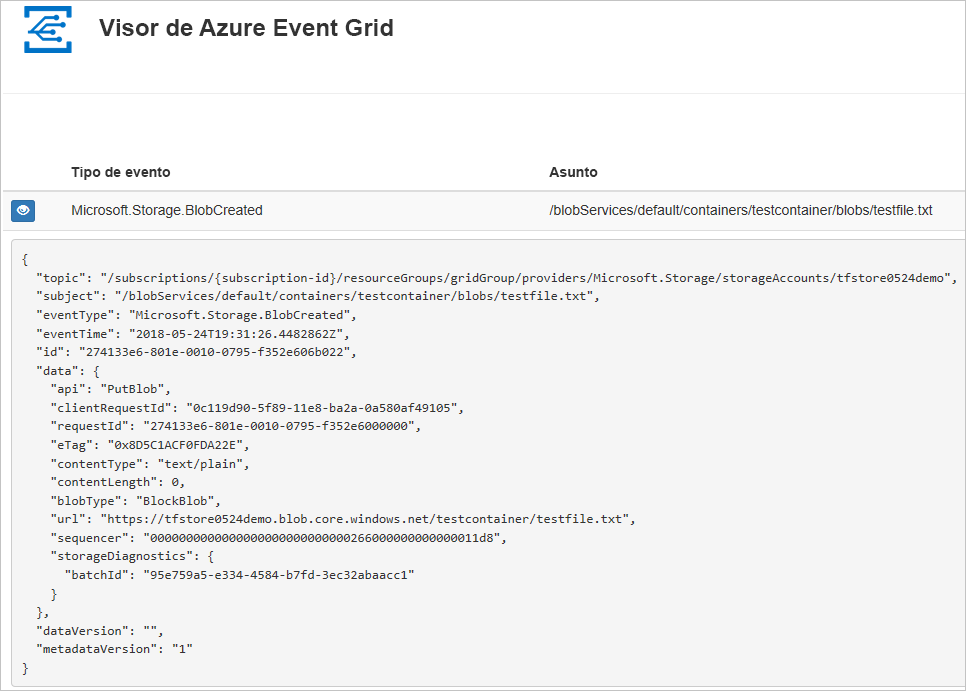 Visor de Azure Event Grid
Tipo de evento Asunto
Microsoft.Storage.BlobCreated /blobServices/default/containers/testcontainer/blobs/testfile.txt
{
"topic": "/subscriptions/{subscription-id}/resourceGroups/gridGroup/providers/Microsoft.Storage/storageAccounts/tfstore0524demo",
"subject": "/blobServices/default/containers/testcontainer/blobs/testfile.txt",
"eventType": "Microsoft.Storage.BlobCreated",
"eventTime": "2018-05-24T19:31:26.4482862Z",
"id": "274133e6-801e-0010-0795-f352e606b022",
"data": {
"api": "PutBlob",
"clientRequestId": "0c119d90-5f89-11e8-ba2a-0a580af49105",
"requestId": "274133e6-801e-0010-0795-f352e6000000",
"eTag": "0x8D5C1ACF0FDA22E",
"contentType": "text/plain",
"contentLength": 0,
"blobType": "BlockBlob",
"url": "https://tfstore0524demo.blob.core.windows.net/testcontainer/testfile.txt",
"sequencer": "00000000000000000000000000000266000000000000011d8",
"storageDiagnostics": {
"batchId": "95e759a5-e334-4584-b7fd-3ec32abaacc1"
}
},
"dataVersion": "",
"metadataVersion": "1"
}